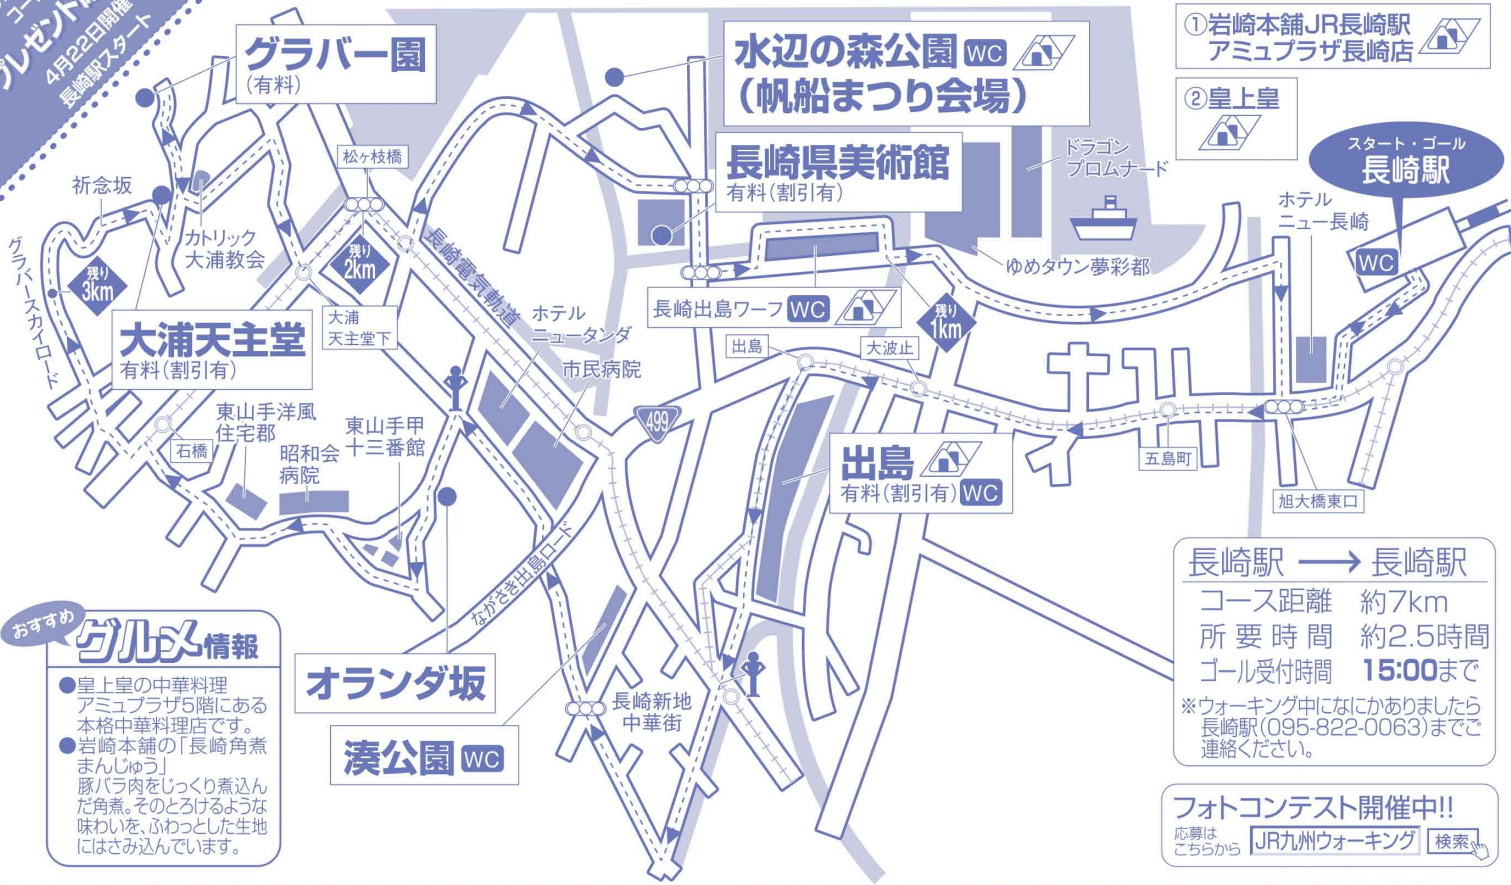 コー
プレゼント
4月22日開催
長崎駅スタート
グラバー園
(有料)
水辺の森公園 WC
(帆船まつり会場)
①岩崎本舗JR長崎駅
アミュプラザ長崎店
②皇上皇
スタート・ゴール
長崎駅
WC
長崎県美術館
有料(割引有)
ドラゴン
プロムナード
ホテル
ニュー長崎
松ヶ枝橋
祈念坂
カトリック
大浦教会
残り
2km
長崎電気軌道
ゆめタウン夢彩都
グラバースカイロード
残り
3km
長崎出島ワーフ WC
残り
1km
大浦天主堂
有料(割引有)
大浦
天主堂下
ホテル
ニュータンダ
市民病院
出島
大波止
499
東山手洋風
住宅郡
東山手甲
十三番館
石橋
昭和会
病院
出島
有料(割引有) WC
五島町
旭大橋東口
ながさき出島ロード
長崎駅 → 長崎駅
コース距離 約7km
所要時間 約2.5時間
ゴール受付時間 15:00まで
※ウォーキング中になにかありましたら
長崎駅(095-822-0063)までご
連絡ください。
おすすめ
グルメ情報
●皇上皇の中華料理
アミュプラザ5階にある
本格中華料理店です。
●岩崎本舗の「長崎角煮
まんじゅう」
豚バラ肉をじっくり煮込ん
だ角煮。そのとろけるような
味わいを、ふわっとした生地
にはさみ込んでいます。
オランダ坂
湊公園 WC
長崎新地
中華街
フォトコンテスト開催中!!
応募は
こちらから
JR九州ウォーキング 検索